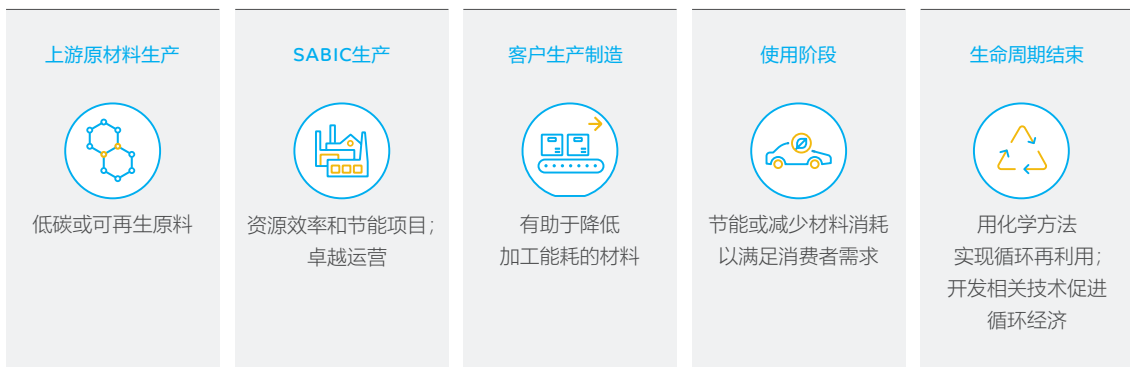 上游原材料生产
低碳或可再生原料
SABIC生产
资源效率和节能项目；
卓越运营
客户生产制造
有助于降低
加工能耗的材料
使用阶段
节能或减少材料消耗
以满足消费者需求
生命周期结束
用化学方法
实现循环再利用；
开发相关技术促进
循环经济